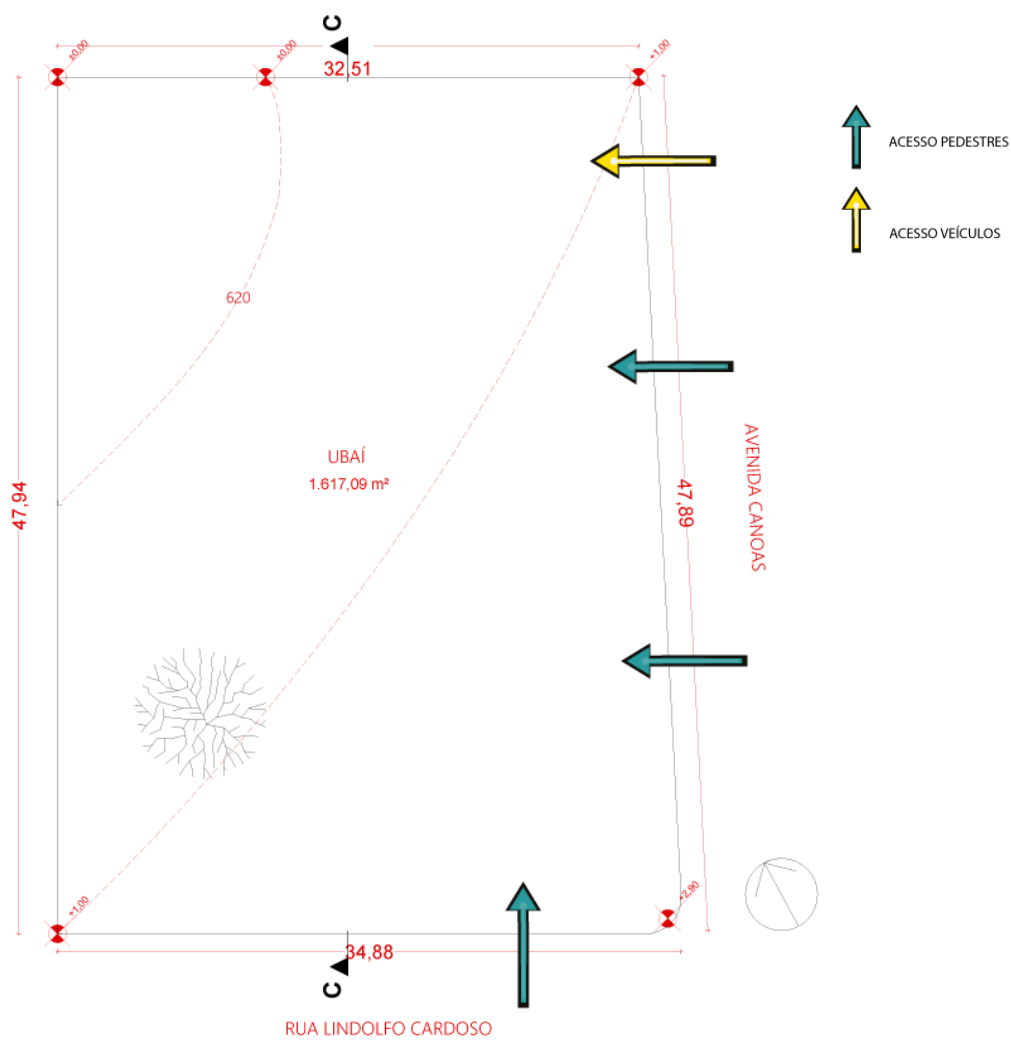 C
±0,00
±0,00
+1,00
32,51
ACESSO PEDESTRES
ACESSO VEÍCULOS
620
UBAÍ
1.617,09 m²
47,94
47,89
AVENIDA CANOAS
+1,00
+2,90
34,88
C
RUA LINDOLFO CARDOSO